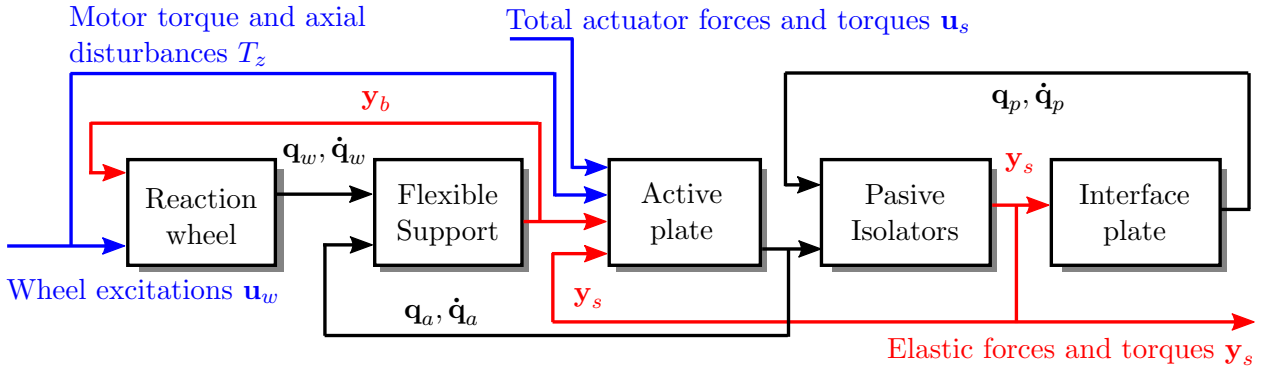 Motor torque and axial
disturbances T_z
Total actuator forces and torques u_s
y_b
q_p, q̇_p
q_w, q̇_w
y_s
Reaction
wheel
Flexible
Support
Active
plate
Pasive
Isolators
Interface
plate
Wheel excitations u_w
q_a, q̇_a
y_s
Elastic forces and torques y_s